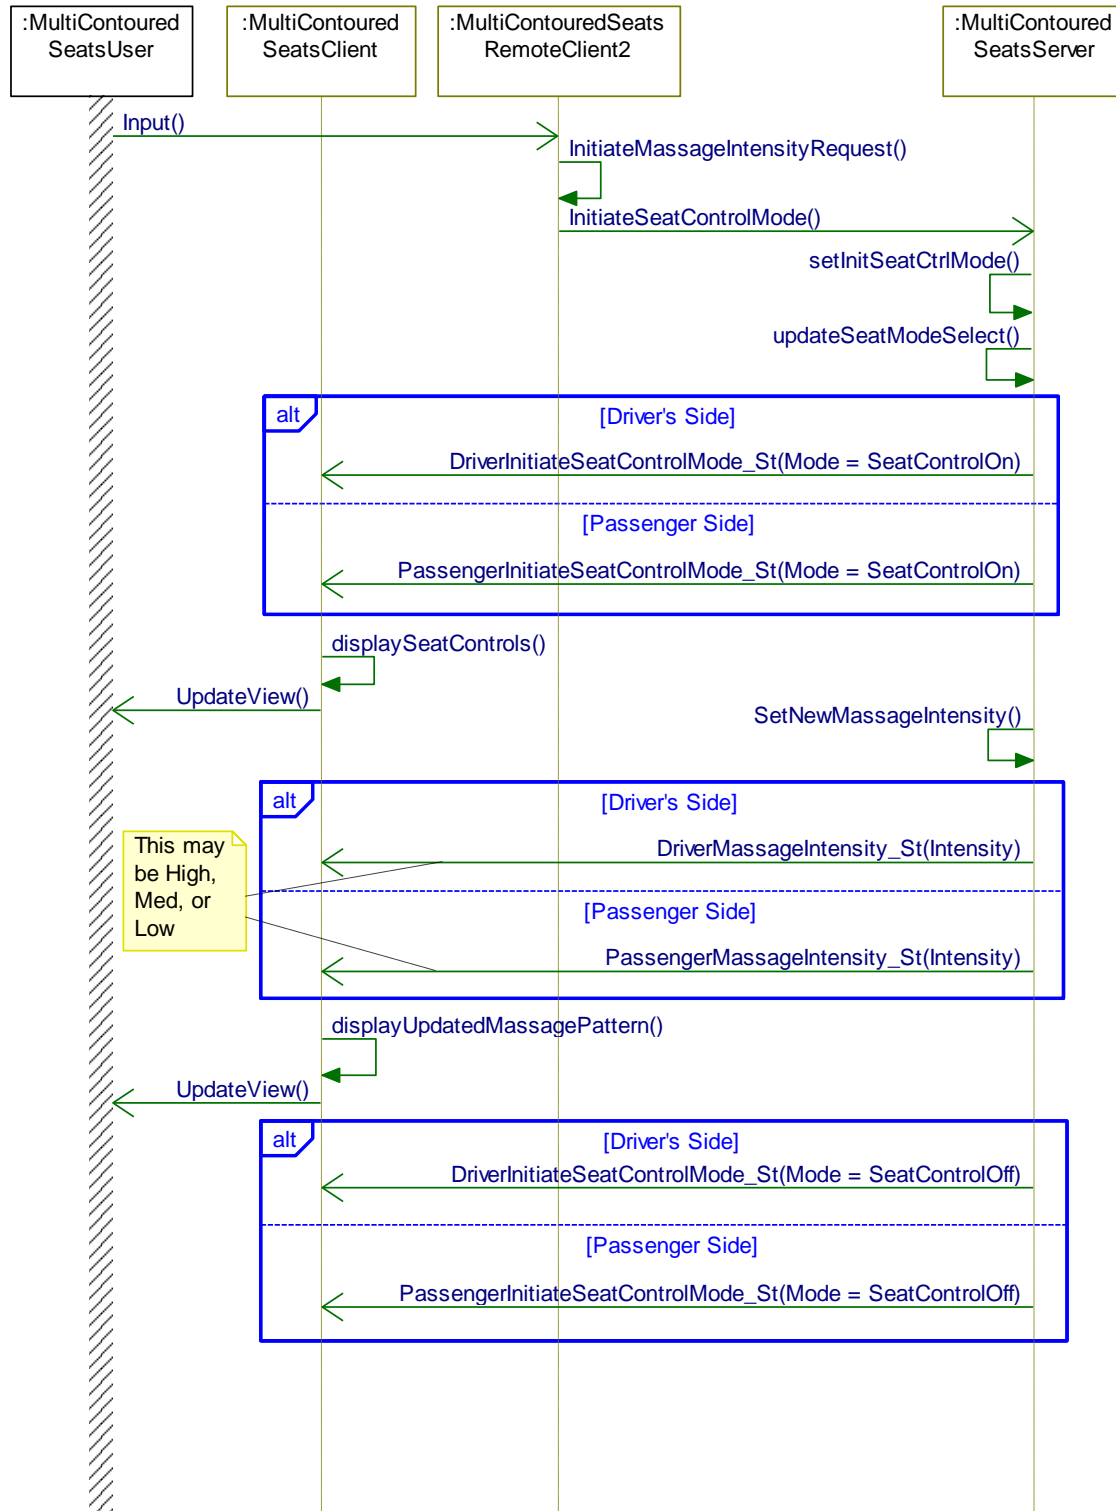 :MultiContoured
SeatsUser
:MultiContoured
SeatsClient
:MultiContouredSeats
RemoteClient2
:MultiContoured
SeatsServer
Input()
InitiateMassageIntensityRequest()
InitiateSeatControlMode()
setInitSeatCtrlMode()
updateSeatModeSelect()
alt
[Driver's Side]
DriverInitiateSeatControlMode_St(Mode = SeatControlOn)
[Passenger Side]
PassengerInitiateSeatControlMode_St(Mode = SeatControlOn)
displaySeatControls()
UpdateView()
SetNewMassageIntensity()
alt
[Driver's Side]
This may
be High,
Med, or
Low
DriverMassageIntensity_St(Intensity)
[Passenger Side]
PassengerMassageIntensity_St(Intensity)
displayUpdatedMassagePattern()
UpdateView()
alt
[Driver's Side]
DriverInitiateSeatControlMode_St(Mode = SeatControlOff)
[Passenger Side]
PassengerInitiateSeatControlMode_St(Mode = SeatControlOff)